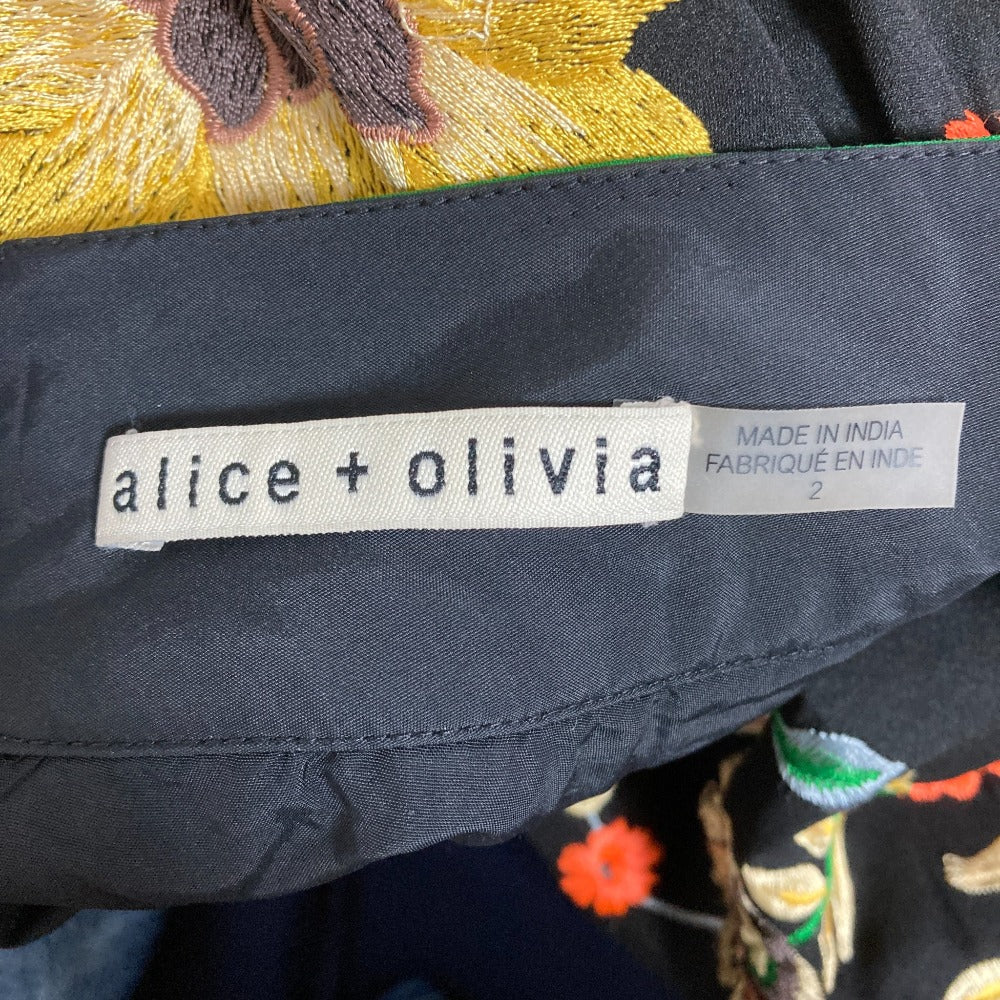 alice + olivia
MADE IN INDIA
FABRIQUÉ EN INDE
2